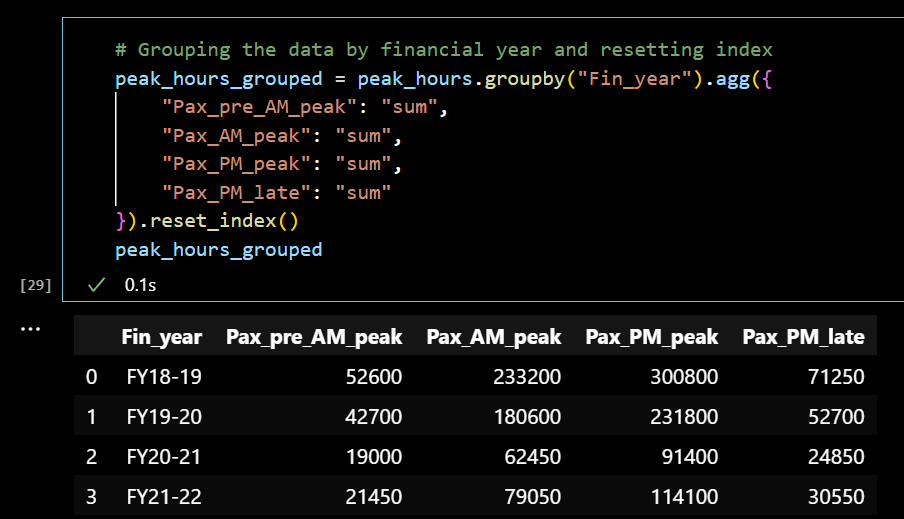 # Grouping the data by financial year and resetting index
peak_hours_grouped = peak_hours.groupby("Fin_year").agg({
    "Pax_pre_AM_peak": "sum",
    "Pax_AM_peak": "sum",
    "Pax_PM_peak": "sum",
    "Pax_PM_late": "sum"
}).reset_index()
peak_hours_grouped
[29] ✓ 0.1s
...
Fin_year Pax_pre_AM_peak Pax_AM_peak Pax_PM_peak Pax_PM_late
0 FY18-19 52600 233200 300800 71250
1 FY19-20 42700 180600 231800 52700
2 FY20-21 19000 62450 91400 24850
3 FY21-22 21450 79050 114100 30550